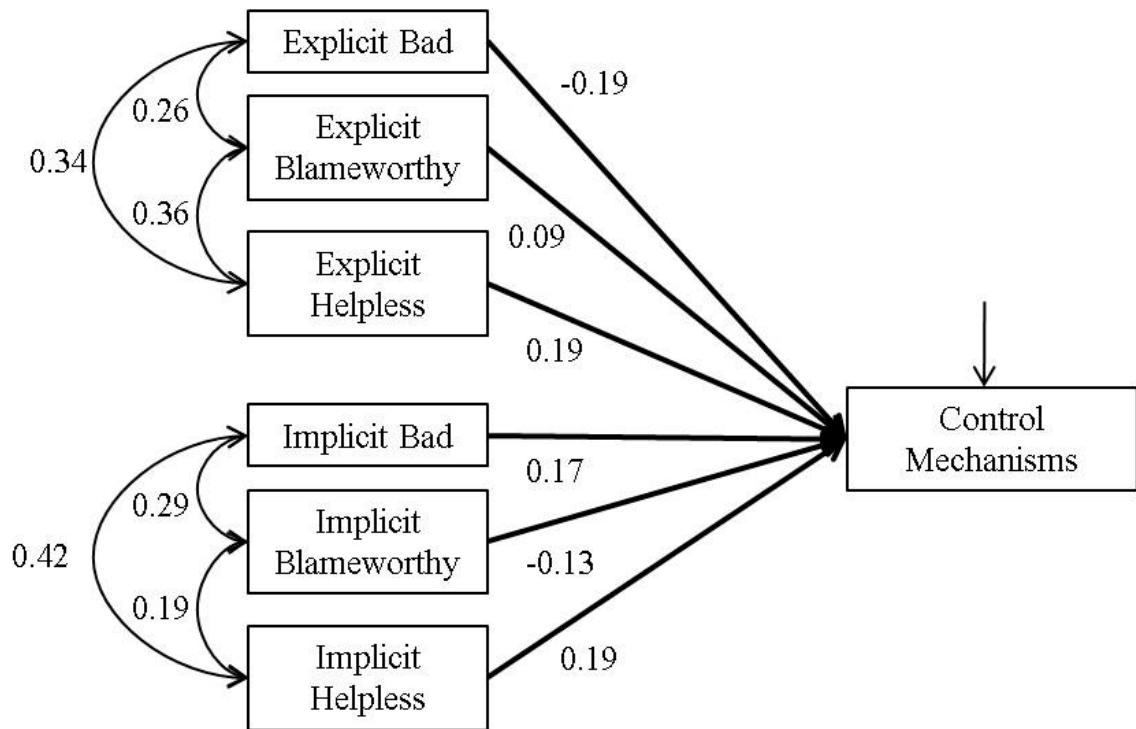 Explicit Bad
-0.19
0.26
Explicit
Blameworthy
0.34
0.36
0.09
Explicit
Helpless
0.19
Implicit Bad
0.17
0.29
Implicit
Blameworthy
0.42
-0.13
0.19
Implicit
Helpless
0.19
Control
Mechanisms